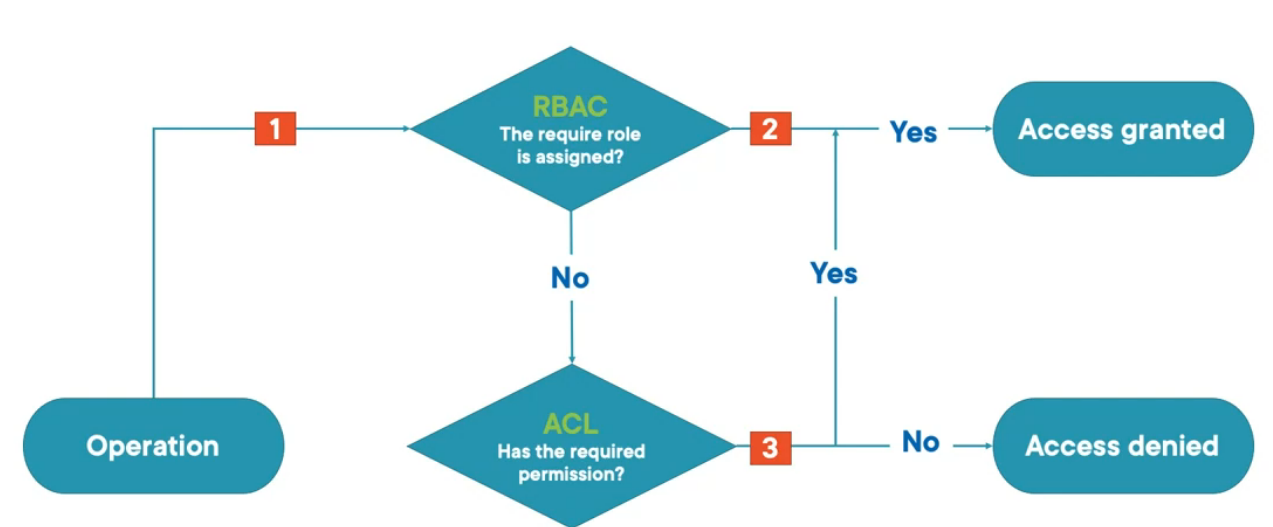 RBAC
The require role
is assigned?
1
2
Yes
Access granted
No
Yes
Operation
ACL
Has the required
permission?
3
No
Access denied